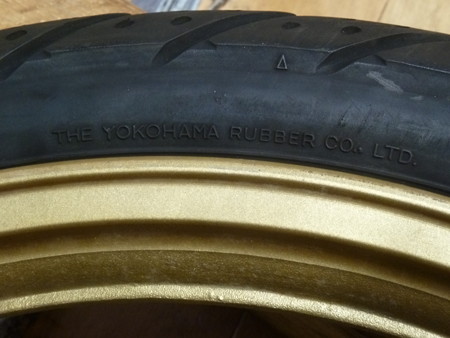 THE YOKOHAMA RUBBER CO., LTD.